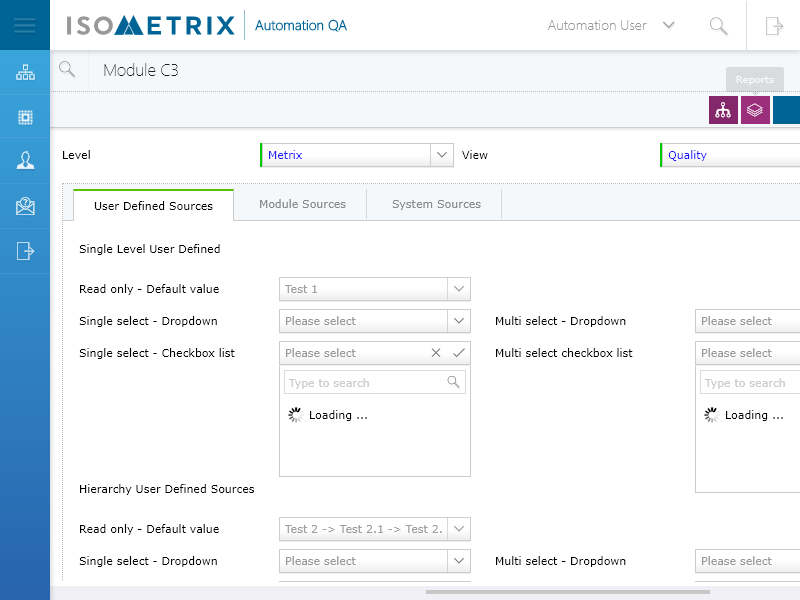 ISOMETRIX Automation QA Automation User
Module C3
Reports
Level Metrix View Quality
User Defined Sources Module Sources System Sources
Single Level User Defined
Read only - Default value Test 1
Single select - Dropdown Please select Multi select - Dropdown Please select
Single select - Checkbox list Please select Multi select checkbox list Please select
Type to search Type to search
Loading ... Loading ...
Hierarchy User Defined Sources
Read only - Default value Test 2 -> Test 2.1 -> Test 2.
Single select - Dropdown Please select Multi select - Dropdown Please select